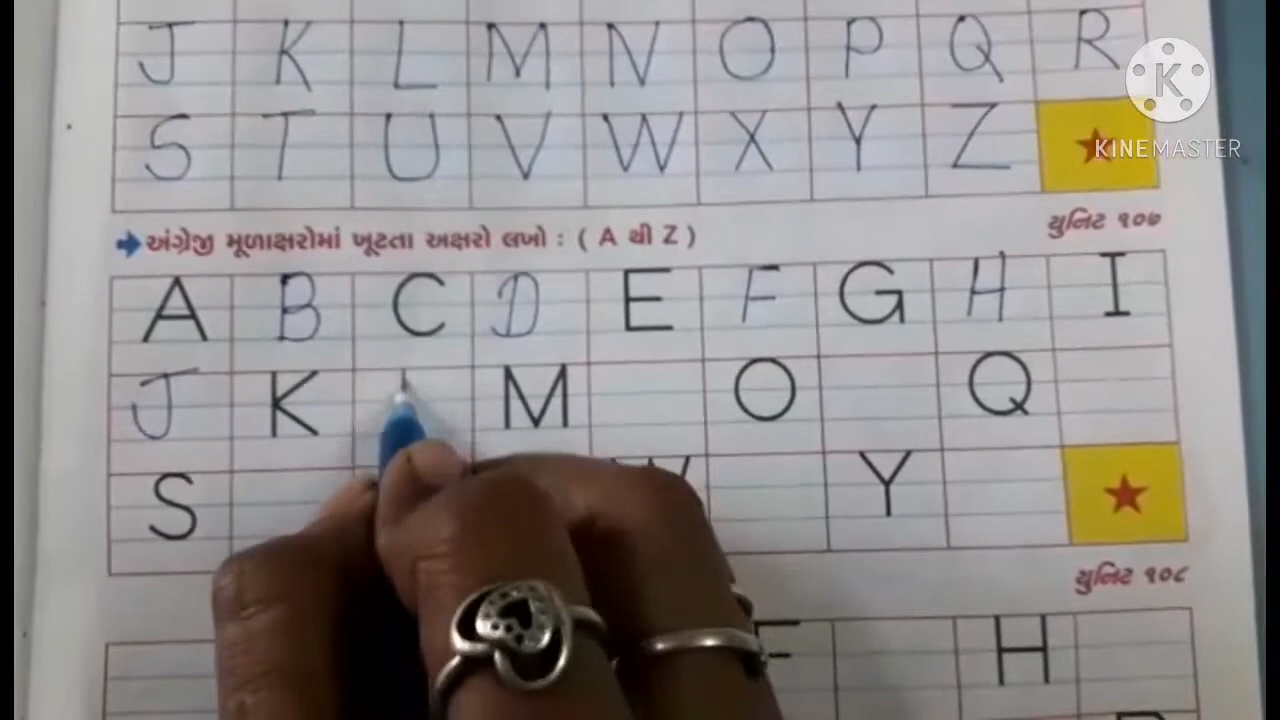 J K L M N O P Q R
S T U V W X Y Z
K
KINEMASTER
યુનિટ ૧૦૭
અંગ્રેજી મૂળાક્ષરોમાં ખૂટતા અક્ષરો લખો : ( A થી Z )
A B C D E F G H I
J K M O Q
S W Y
યુનિટ ૧૦૮
F H